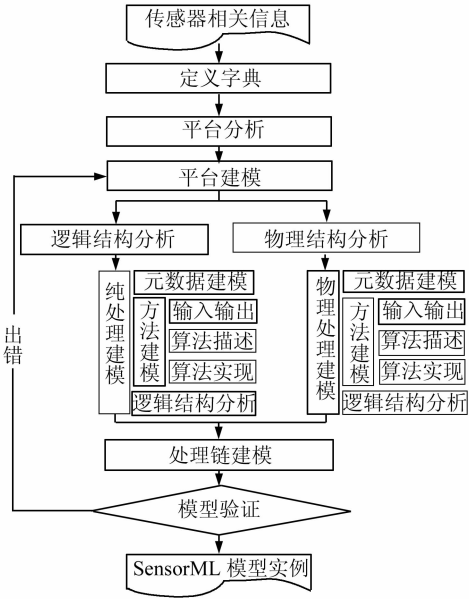 传感器相关信息
定义字典
平台分析
平台建模
逻辑结构分析
物理结构分析
纯处理建模
元数据建模
方法建模
输入输出
算法描述
算法实现
逻辑结构分析
物理处理建模
元数据建模
方法建模
输入输出
算法描述
算法实现
逻辑结构分析
出错
处理链建模
模型验证
SensorML 模型实例